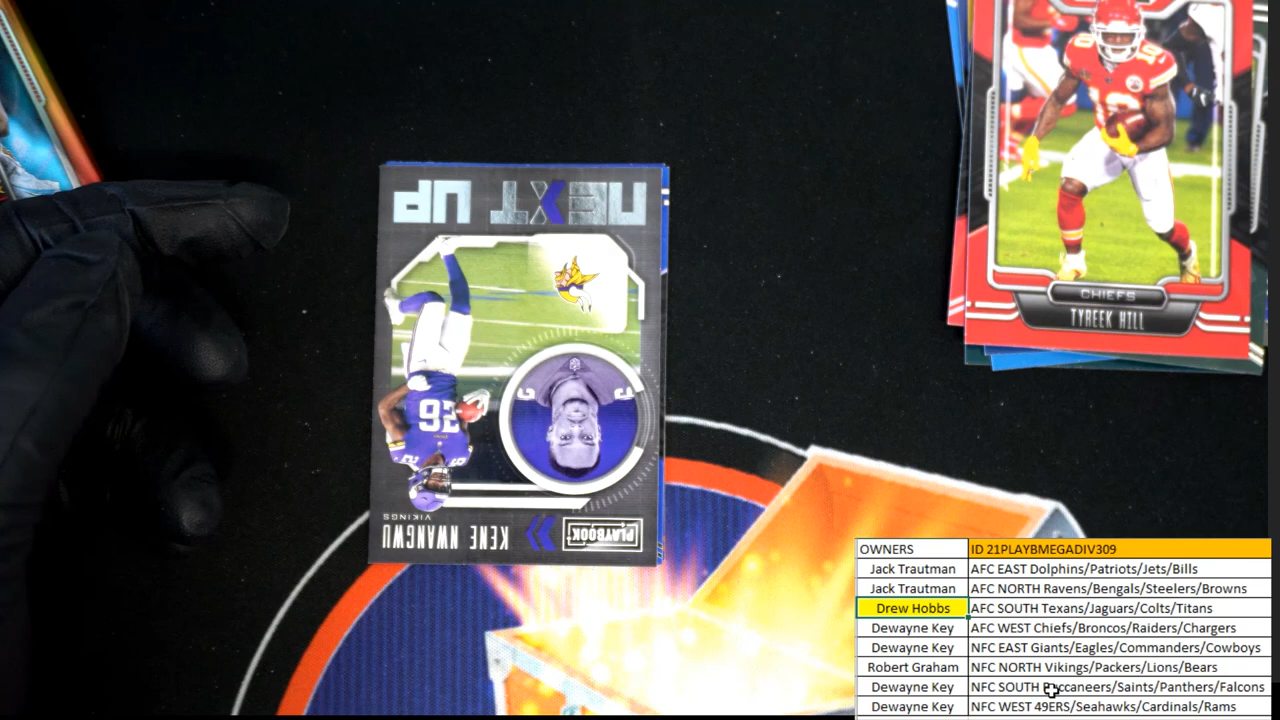 NEXT UP
26
KENE NWANGWU
VIKINGS
PLAYBOOK
10
CHIEFS
TYREEK HILL
OWNERS ID 21PLAYBMEGADIV309
Jack Trautman AFC EAST Dolphins/Patriots/Jets/Bills
Jack Trautman AFC NORTH Ravens/Bengals/Steelers/Browns
Drew Hobbs AFC SOUTH Texans/Jaguars/Colts/Titans
Dewayne Key AFC WEST Chiefs/Broncos/Raiders/Chargers
Dewayne Key NFC EAST Giants/Eagles/Commanders/Cowboys
Robert Graham NFC NORTH Vikings/Packers/Lions/Bears
Dewayne Key NFC SOUTH Buccaneers/Saints/Panthers/Falcons
Dewayne Key NFC WEST 49ERS/Seahawks/Cardinals/Rams